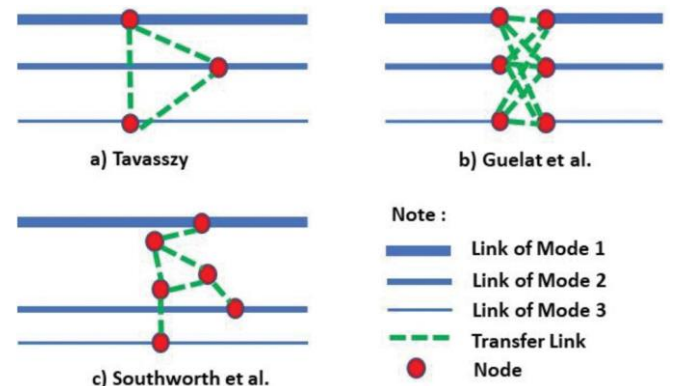 a) Tavasszy
b) Guelat et al.
c) Southworth et al.
Note :
Link of Mode 1
Link of Mode 2
Link of Mode 3
Transfer Link
Node